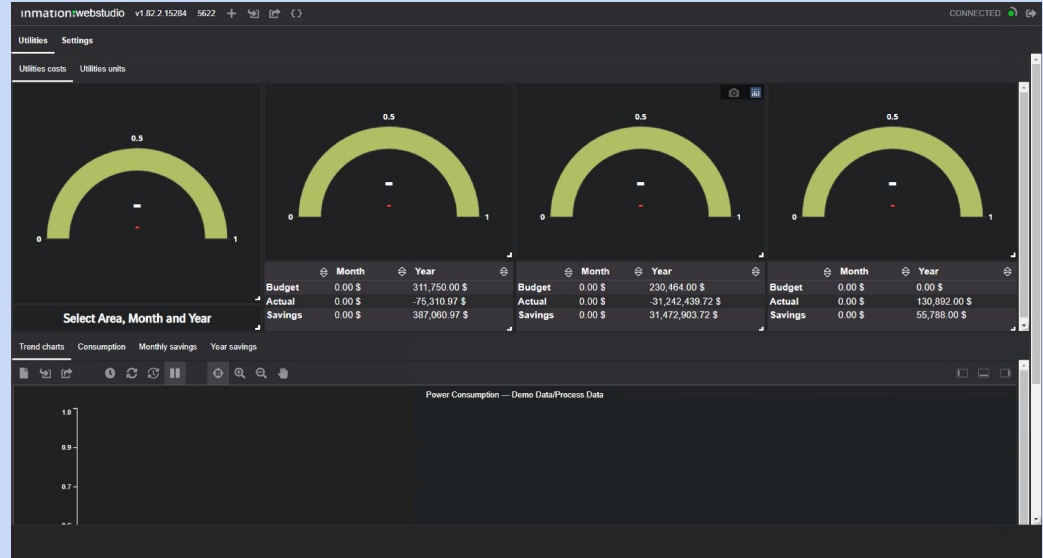 inmation:webstudio v1.82.2.15284 5622
CONNECTED
Utilities Settings
Utilities costs Utilities units
0.5
-
-
0
1
0.5
-
-
0
1
0.5
-
-
0
1
0.5
-
-
0
1
Month Year
Budget 0.00 $ 311,750.00 $
Actual 0.00 $ -75,310.97 $
Savings 0.00 $ 387,060.97 $
Month Year
Budget 0.00 $ 230,464.00 $
Actual 0.00 $ -31,242,439.72 $
Savings 0.00 $ 31,472,903.72 $
Month Year
Budget 0.00 $ 0.00 $
Actual 0.00 $ 130,892.00 $
Savings 0.00 $ 55,788.00 $
Select Area, Month and Year
Trend charts Consumption Monthly savings Year savings
Power Consumption — Demo Data/Process Data
1.0
0.9
0.7